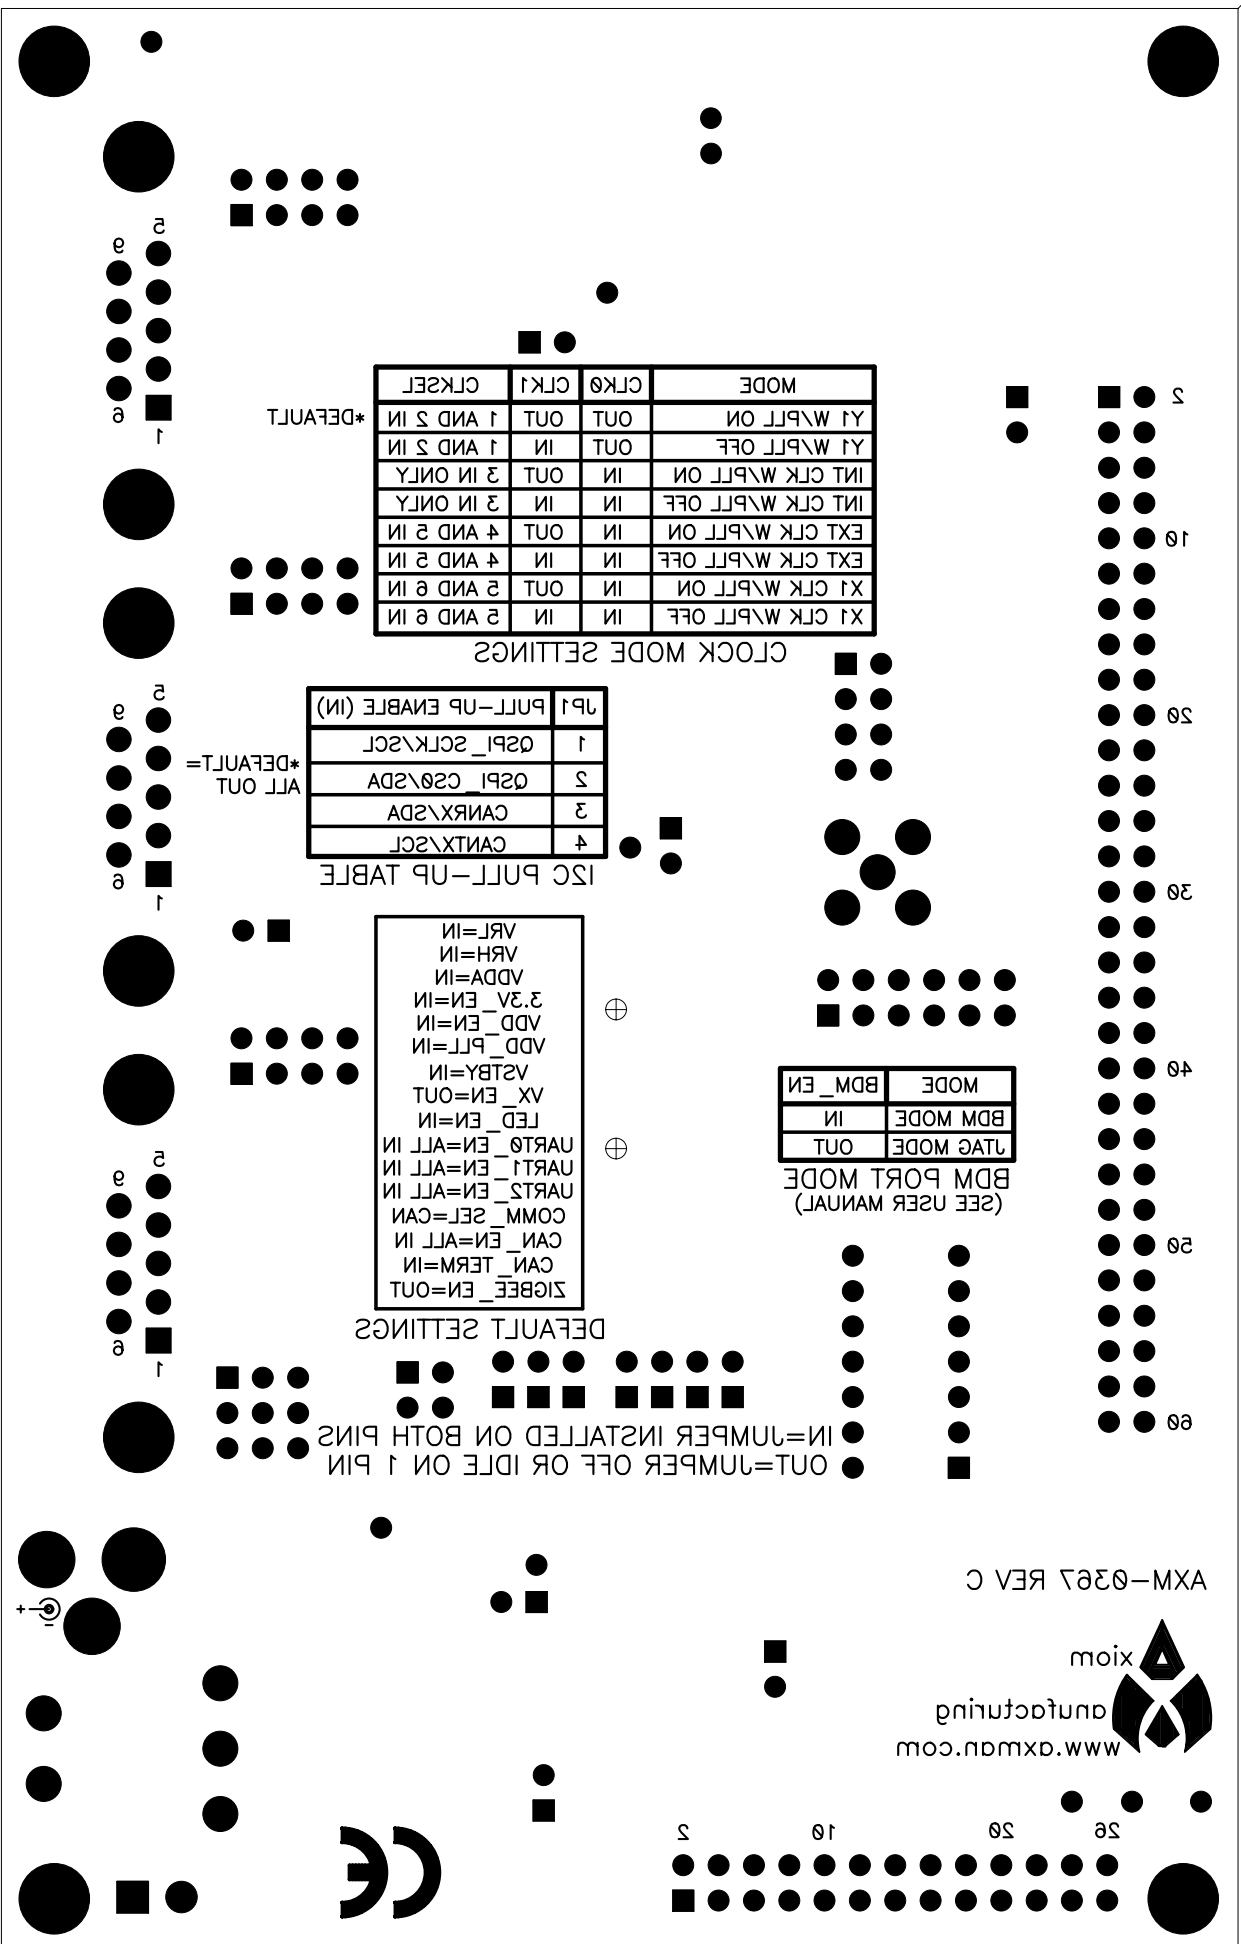 5
9
6
1
MODE CLK0 CLK1 CLKSEL
Y1 W/PLL ON OUT OUT 1 AND 2 IN *DEFAULT
Y1 W/PLL OFF OUT IN 1 AND 2 IN
INT CLK W/PLL ON IN OUT 3 IN ONLY
INT CLK W/PLL OFF IN IN 3 IN ONLY
EXT CLK W/PLL ON IN OUT 4 AND 5 IN
EXT CLK W/PLL OFF IN IN 4 AND 5 IN
X1 CLK W/PLL ON IN OUT 5 AND 6 IN
X1 CLK W/PLL OFF IN IN 5 AND 6 IN
CLOCK MODE SETTINGS
2
10
20
30
40
50
60
5
9
6
1
JP1 PULL-UP ENABLE (IN)
1 QSPI_SCLK/SCL
2 QSPI_CS0/SDA
3 CANRX/SDA
4 CANTX/SCL
*DEFAULT=
ALL OUT
I2C PULL-UP TABLE
VRL=IN
VRH=IN
VDDA=IN
3.3V_EN=IN
VDD_EN=IN
VDD_PLL=IN
VSTBY=IN
VX_EN=OUT
LED_EN=IN
UART0_EN=ALL IN
UART1_EN=ALL IN
UART2_EN=ALL IN
COMM_SEL=CAN
CAN_EN=ALL IN
CAN_TERM=IN
ZIGBEE_EN=OUT
DEFAULT SETTINGS
MODE BDM_EN
BDM MODE IN
JTAG MODE OUT
BDM PORT MODE
(SEE USER MANUAL)
5
9
6
1
IN=JUMPER INSTALLED ON BOTH PINS
OUT=JUMPER OFF OR IDLE ON 1 PIN
AXM-0367 REV C
+
-
xiom
anufacturing
www.axman.com
2
10
20
26
CE